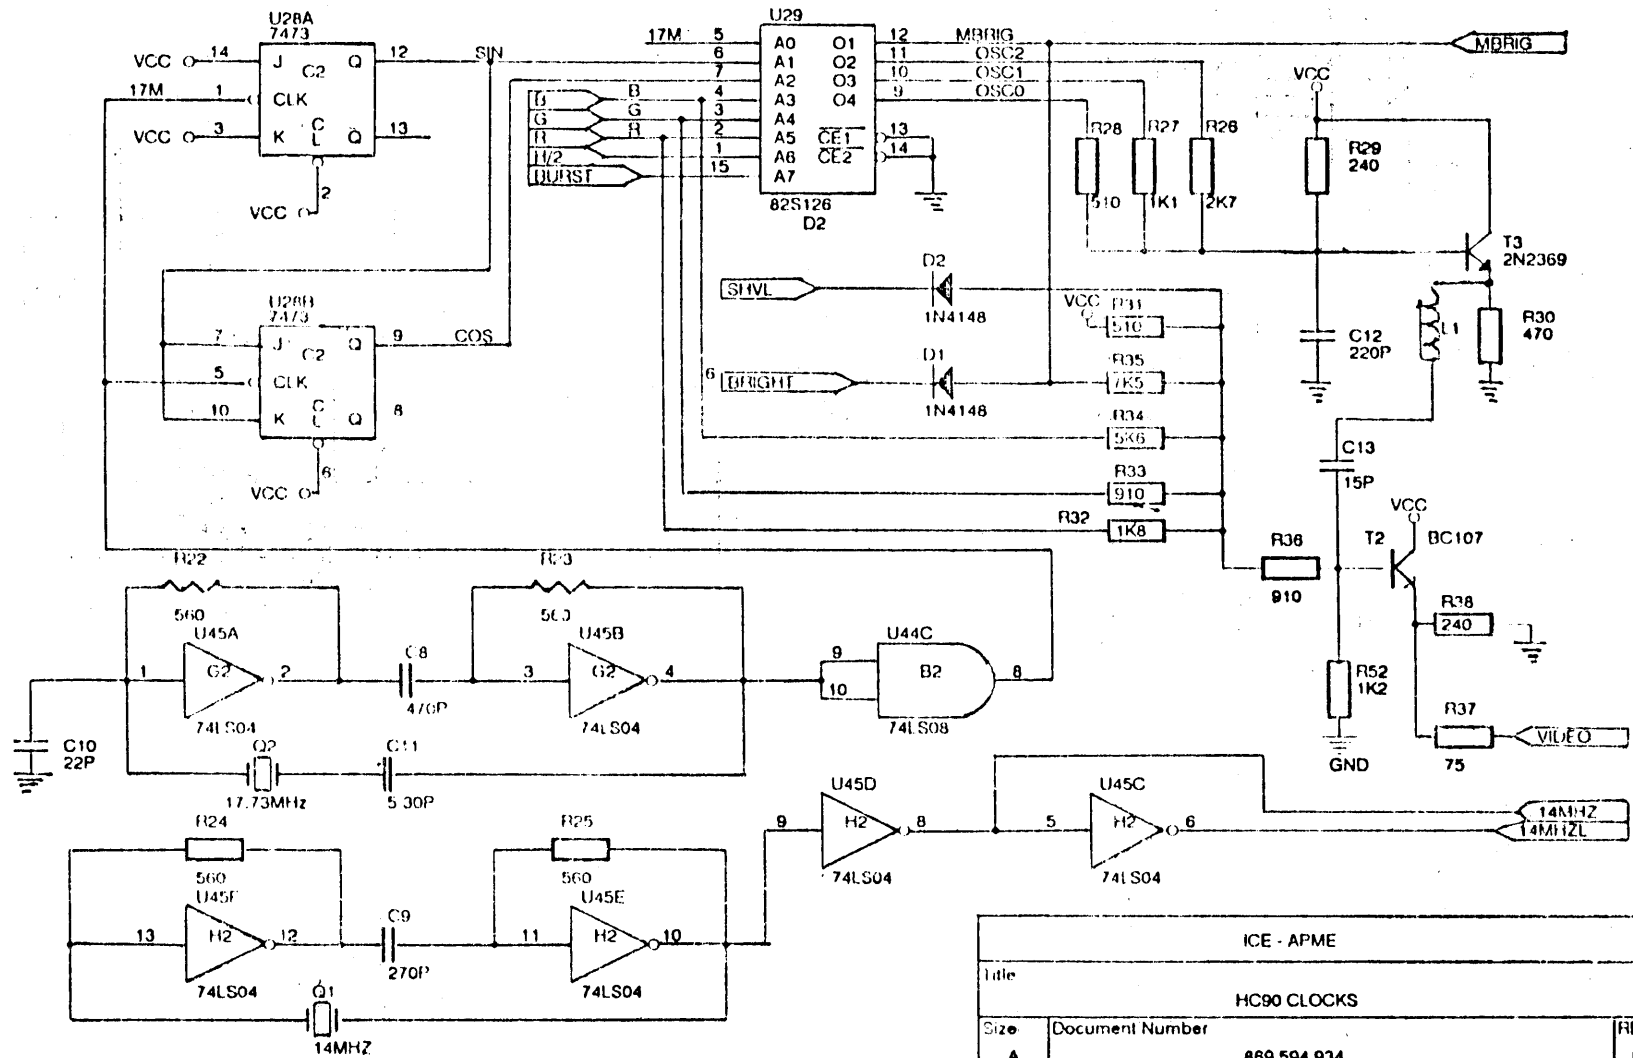 U28A
7473
VCC 14 J Q 12 SIN
C2
17M 1 CLK
VCC 3 K C L Q 13
2
VCC
U29
17M 5 A0 O1 12 MBRIG
6 A1 O2 11 OSC2
7 A2 O3 10 OSC1
B B 4 A3 O4 9 OSC0
G G 3 A4
R R 2 A5 CE1 13
H/2 1 A6 CE2 14
BURST 15 A7
82S126
D2
MBRIG
VCC
R28 R27 R26
510 1K1 2K7
R29
240
T3
2N2369
U28B
7473
7 J Q 9 COS
C2
5 CLK
10 K C L Q 8
6
VCC
SHVL
D2
1N4148
VCC R31
510
6 BRIGHT
D1
1N4148
R35
7K5
R34
5K6
R33
910
R32
1K8
C12
220P
L1
R30
470
C13
15P
VCC
T2 BC107
R36
910
R38
240
R52
1K2
GND
R37
75
VIDEO
R22
560
U45A
1 G2 2
74LS04
C8
470P
R23
560
U45B
3 G2 4
74LS04
C10
22P
Q2
17.73MHz
C11
5.30P
U44C
9
10
B2
8
74LS08
U45D
9 H2 8
74LS04
U45C
5 H2 6
74LS04
14MHZ
14MHZL
R24
560
U45F
13 H2 12
74LS04
C9
270P
R25
560
U45E
11 H2 10
74LS04
Q1
14MHZ
ICE - APME
Title
HC90 CLOCKS
Size
A
Document Number
869.594.934